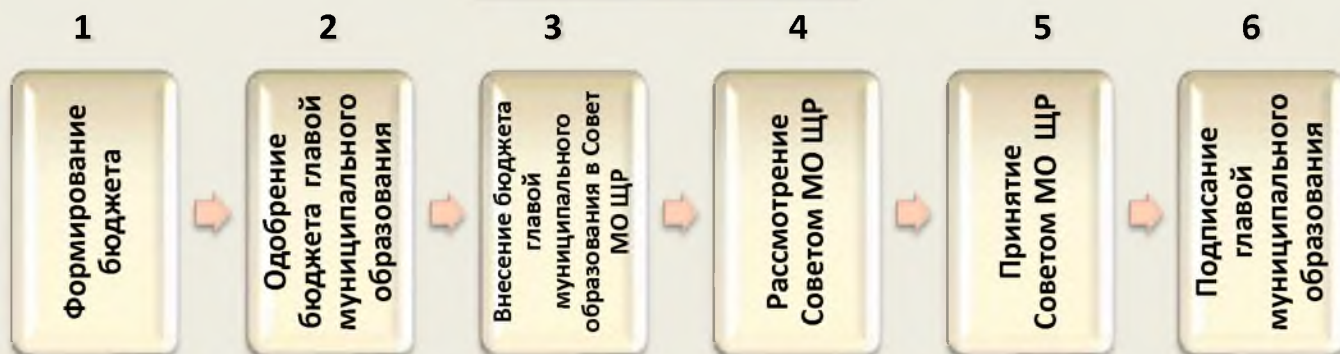 1
Формирование
бюджета
2
Одобрение
бюджета главой
муниципального
образования
3
Внесение бюджета
главой
муниципального
образования в Совет
МО ЩР
4
Рассмотрение
Советом МО ЩР
5
Принятие
Советом МО ЩР
6
Подписание
главой
муниципального
образования